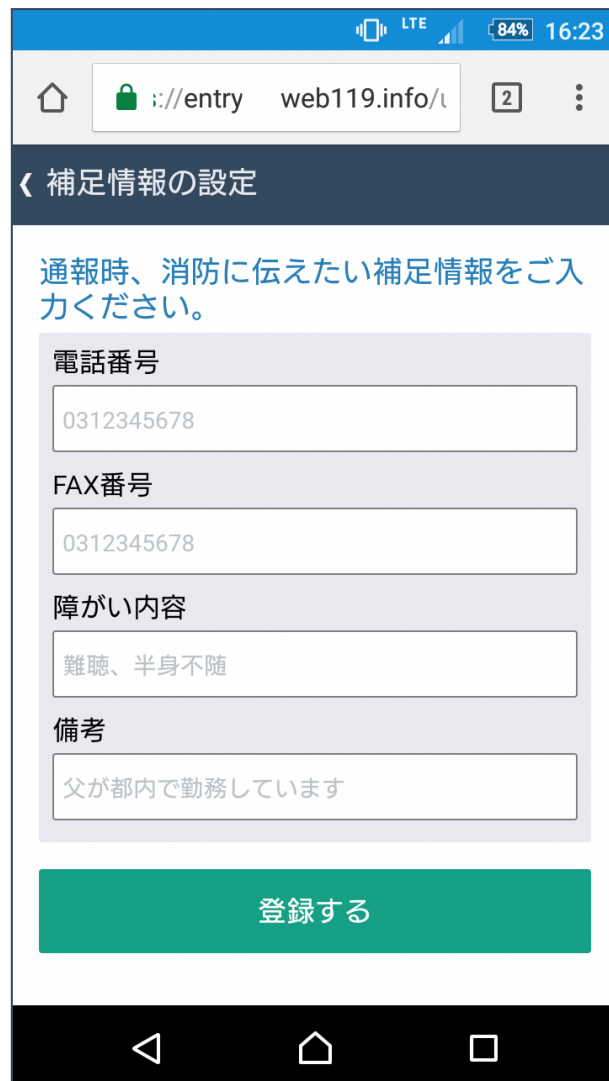 LTE 84% 16:23
://entry web119.info/u 2
補足情報の設定
通報時、消防に伝えたい補足情報をご入
力ください。
電話番号
0312345678
FAX番号
0312345678
障がい内容
難聴、半身不随
備考
父が都内で勤務しています
登録する